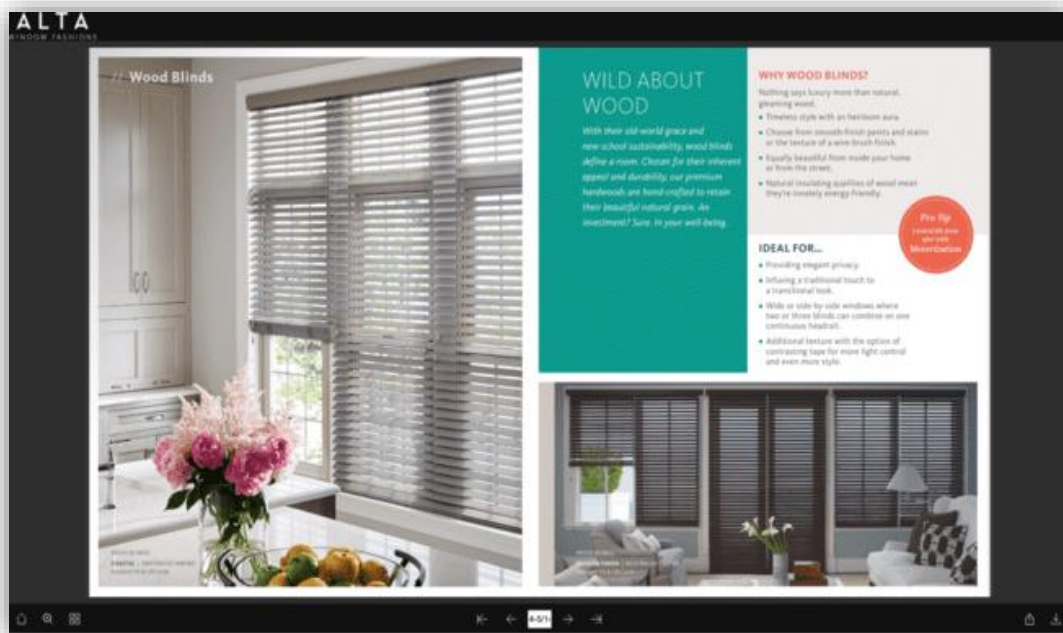 ALTA
WINDOW FASHIONS
// Wood Blinds
WILD ABOUT
WOOD
With their old-world grace and
new-school sustainability, wood blinds
define a room. Chosen for their inherent
appeal and durability, our premium
hardwoods are hand-crafted to retain
their beautiful natural grain. An
investment? Sure. In your well-being.
WHY WOOD BLINDS?
Nothing says luxury more than natural,
gleaming wood.
• Timeless style with an heirloom aura.
• Choose from smooth-finish paints and stains
or the texture of a wire-brush finish.
• Equally beautiful from inside your home
or from the street.
• Natural insulating qualities of wood mean
they're innately energy-friendly.
Pro Tip
Motorization
IDEAL FOR...
• Providing elegant privacy.
• Infusing a traditional touch to
a transitional look.
• Wide or side-by-side windows where
two or three blinds can combine on one
continuous headrail.
• Additional texture with the option of
contrasting tape for more light control
and even more style.